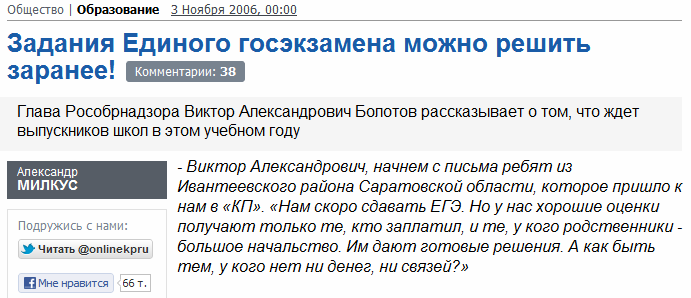 Общество | Образование 3 Ноября 2006, 00:00
Задания Единого госэкзамена можно решить
заранее! Комментарии: 38
Глава Рособрнадзора Виктор Александрович Болотов рассказывает о том, что ждет
выпускников школ в этом учебном году
Александр
МИЛКУС
Подружись с нами:
Читать @onlinekpru
Мне нравится 66 т.
- Виктор Александрович, начнем с письма ребят из
Ивантеевского района Саратовской области, которое пришло к
нам в «КП». «Нам скоро сдавать ЕГЭ. Но у нас хорошие оценки
получают только те, кто заплатил, и те, у кого родственники -
большое начальство. Им дают готовые решения. А как быть
тем, у кого нет ни денег, ни связей?»